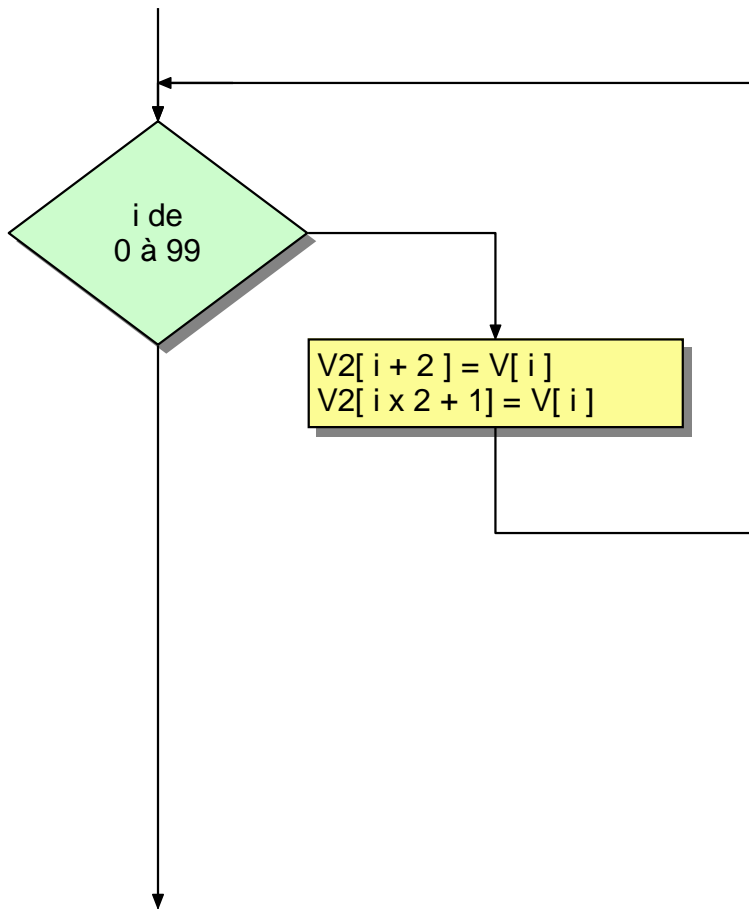 i de
0 à 99
V2[ i + 2 ] = V[ i ]
V2[ i x 2 + 1] = V[ i ]